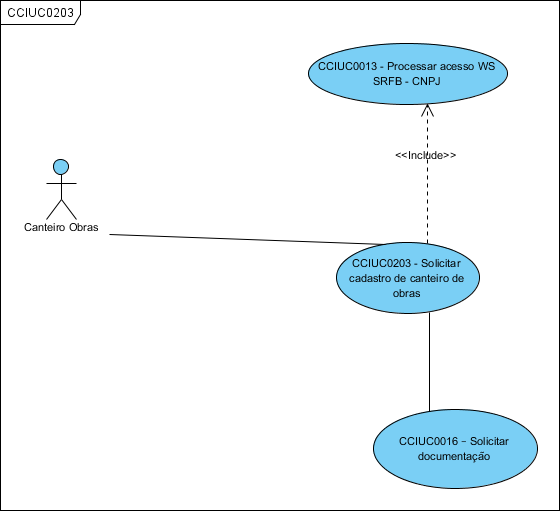 CCIUC0203
CCIUC0013 - Processar acesso WS
SRFB - CNPJ
<<Include>>
Canteiro Obras
CCIUC0203 - Solicitar
cadastro de canteiro de
obras
CCIUC0016 – Solicitar
documentação